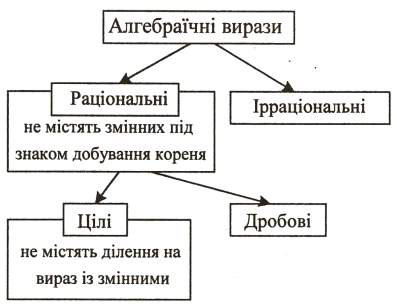 Алгебраїчні вирази
Раціональні
не містять змінних під
знаком добування кореня
Ірраціональні
Цілі
не містять ділення на
вираз із змінними
Дробові